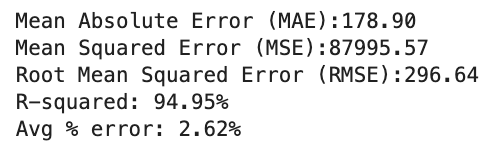 Mean Absolute Error (MAE):178.90
Mean Squared Error (MSE):87995.57
Root Mean Squared Error (RMSE):296.64
R-squared: 94.95%
Avg % error: 2.62%